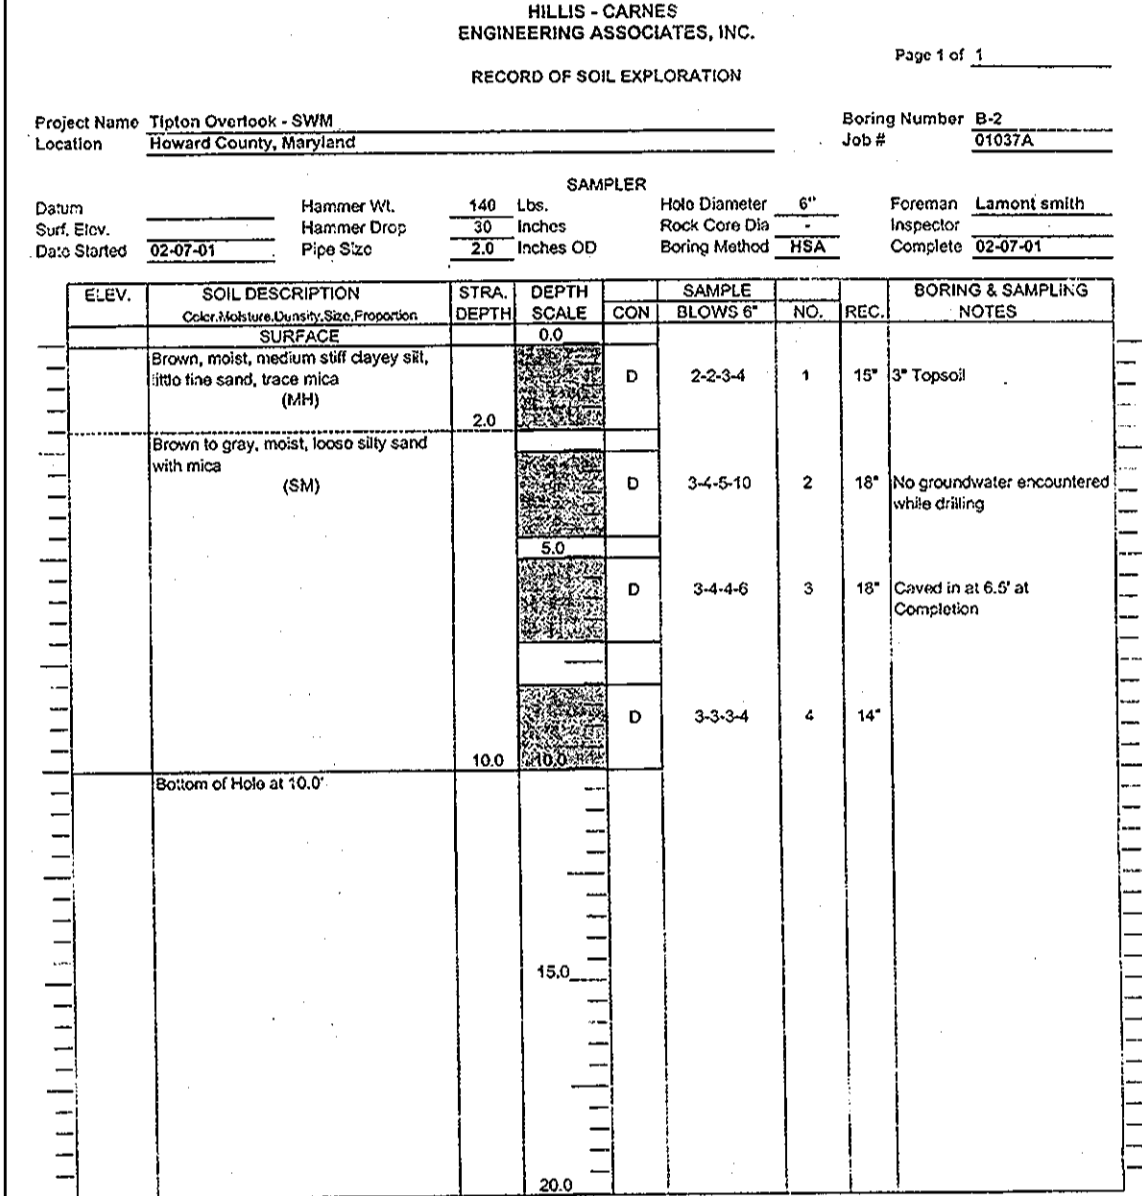 HILLIS - CARNES
ENGINEERING ASSOCIATES, INC.
Page 1 of 1
RECORD OF SOIL EXPLORATION
Project Name Tipton Overlook - SWM Boring Number B-2
Location Howard County, Maryland Job # 01037A
SAMPLER
Datum Hammer Wt. 140 Lbs. Hole Diameter 6" Foreman Lamont smith
Surf. Elev. Hammer Drop 30 Inches Rock Core Dia - Inspector
Date Started 02-07-01 Pipe Size 2.0 Inches OD Boring Method HSA Complete 02-07-01
ELEV. SOIL DESCRIPTION STRA. DEPTH SAMPLE BORING & SAMPLING
Color,Moisture,Density,Size,Proportion DEPTH SCALE CON BLOWS 6" NO. REC. NOTES
SURFACE 0.0
Brown, moist, medium stiff clayey silt,
little fine sand, trace mica D 2-2-3-4 1 15" 3" Topsoil
(MH)
2.0
Brown to gray, moist, loose silty sand
with mica
(SM) D 3-4-5-10 2 18" No groundwater encountered
while drilling
5.0
D 3-4-4-6 3 18" Caved in at 6.5' at
Completion
D 3-3-3-4 4 14"
10.0 10.0
Bottom of Hole at 10.0'
15.0
20.0